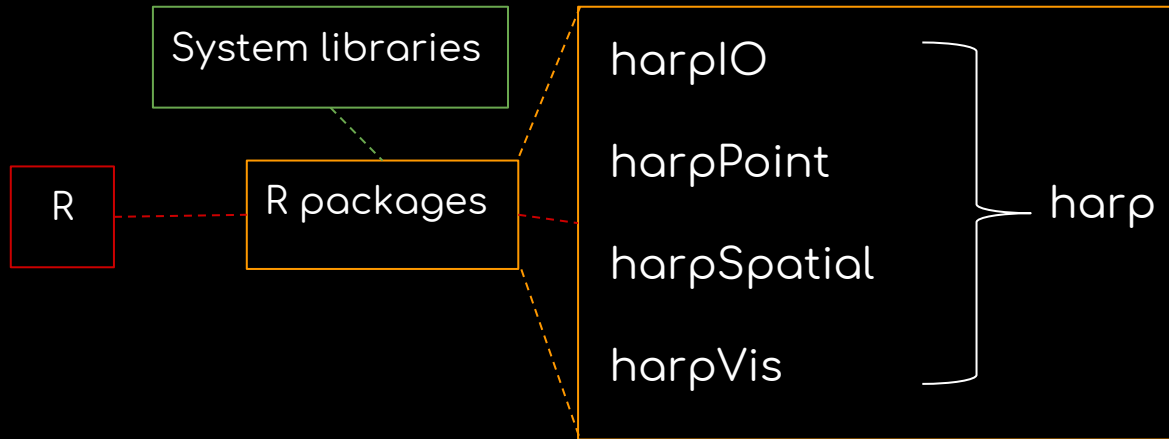 System libraries
R
R packages
harpIO
harpPoint
harpSpatial
harpVis
harp